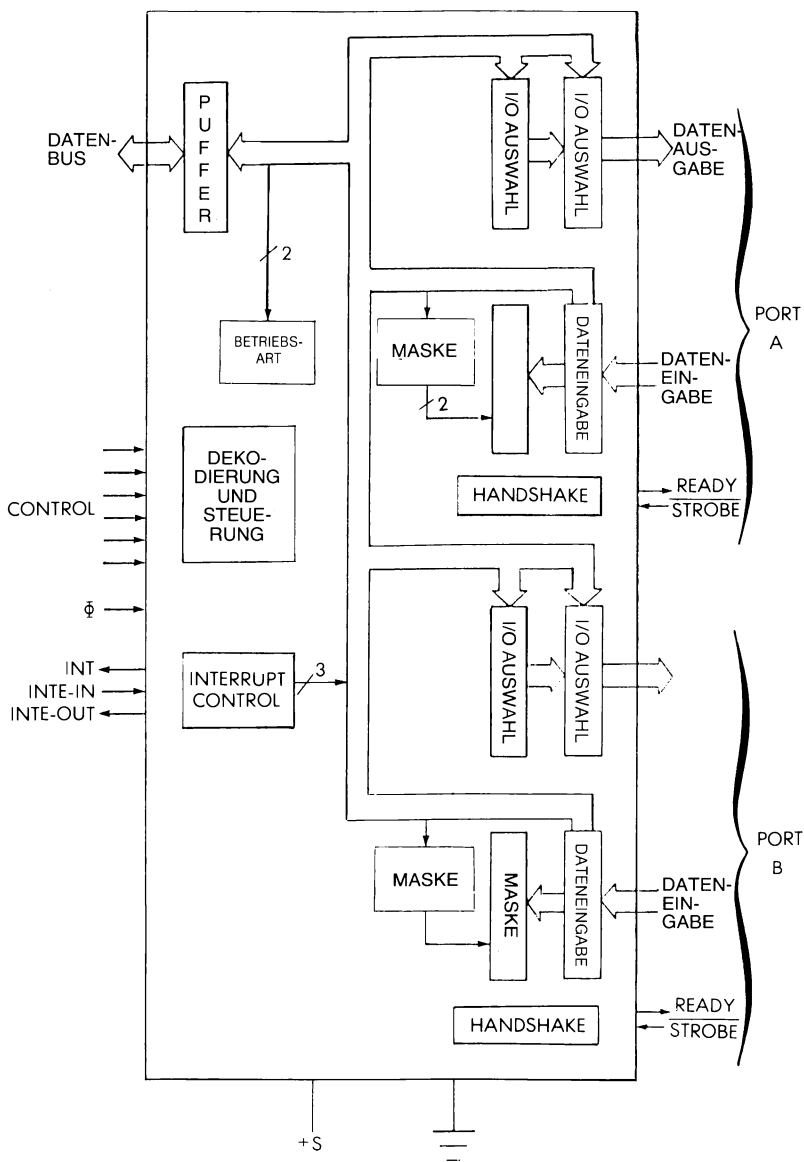 PUFFER
I/O AUSWAHL
I/O AUSWAHL
DATEN-
BUS
DATEN-
AUS-
GABE
2
BETRIEBS-
ART
MASKE
2
DATENEINGABE
DATEN-
EIN-
GABE
PORT
A
DEKO-
DIERUNG
UND
STEUE-
RUNG
CONTROL
HANDSHAKE
READY
STROBE
Φ
I/O AUSWAHL
I/O AUSWAHL
INT
INTE-IN
INTE-OUT
INTERRUPT
CONTROL
3
MASKE
MASKE
DATENEINGABE
DATEN-
EIN-
GABE
PORT
B
HANDSHAKE
READY
STROBE
+S